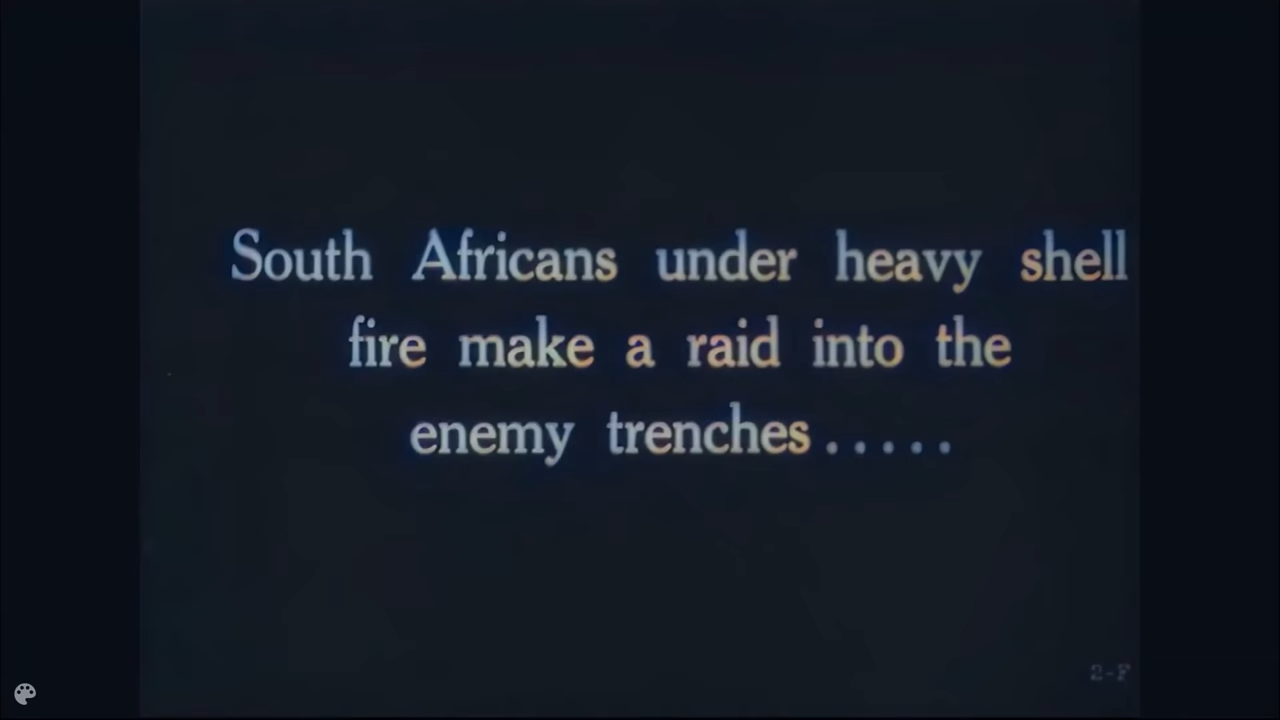 South Africans under heavy shell
fire make a raid into the
enemy trenches.....
2-F